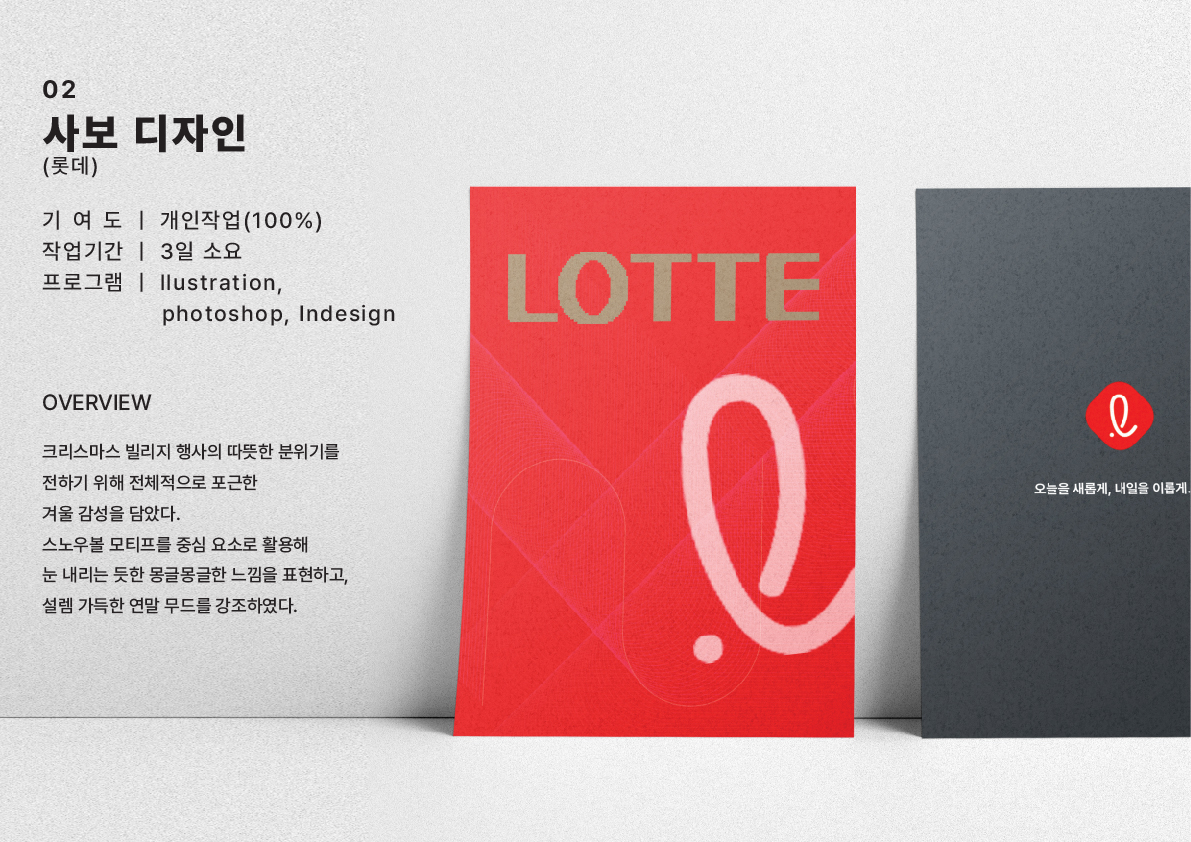 02
사보 디자인
(롯데)
기 여 도 | 개인작업(100%)
작업기간 | 3일 소요
프로그램 | llustration,
photoshop, Indesign
OVERVIEW
크리스마스 빌리지 행사의 따뜻한 분위기를
전하기 위해 전체적으로 포근한
겨울 감성을 담았다.
스노우볼 모티프를 중심 요소로 활용해
눈 내리는 듯한 몽글몽글한 느낌을 표현하고,
설렘 가득한 연말 무드를 강조하였다.
LOTTE
오늘을 새롭게, 내일을 이롭게.